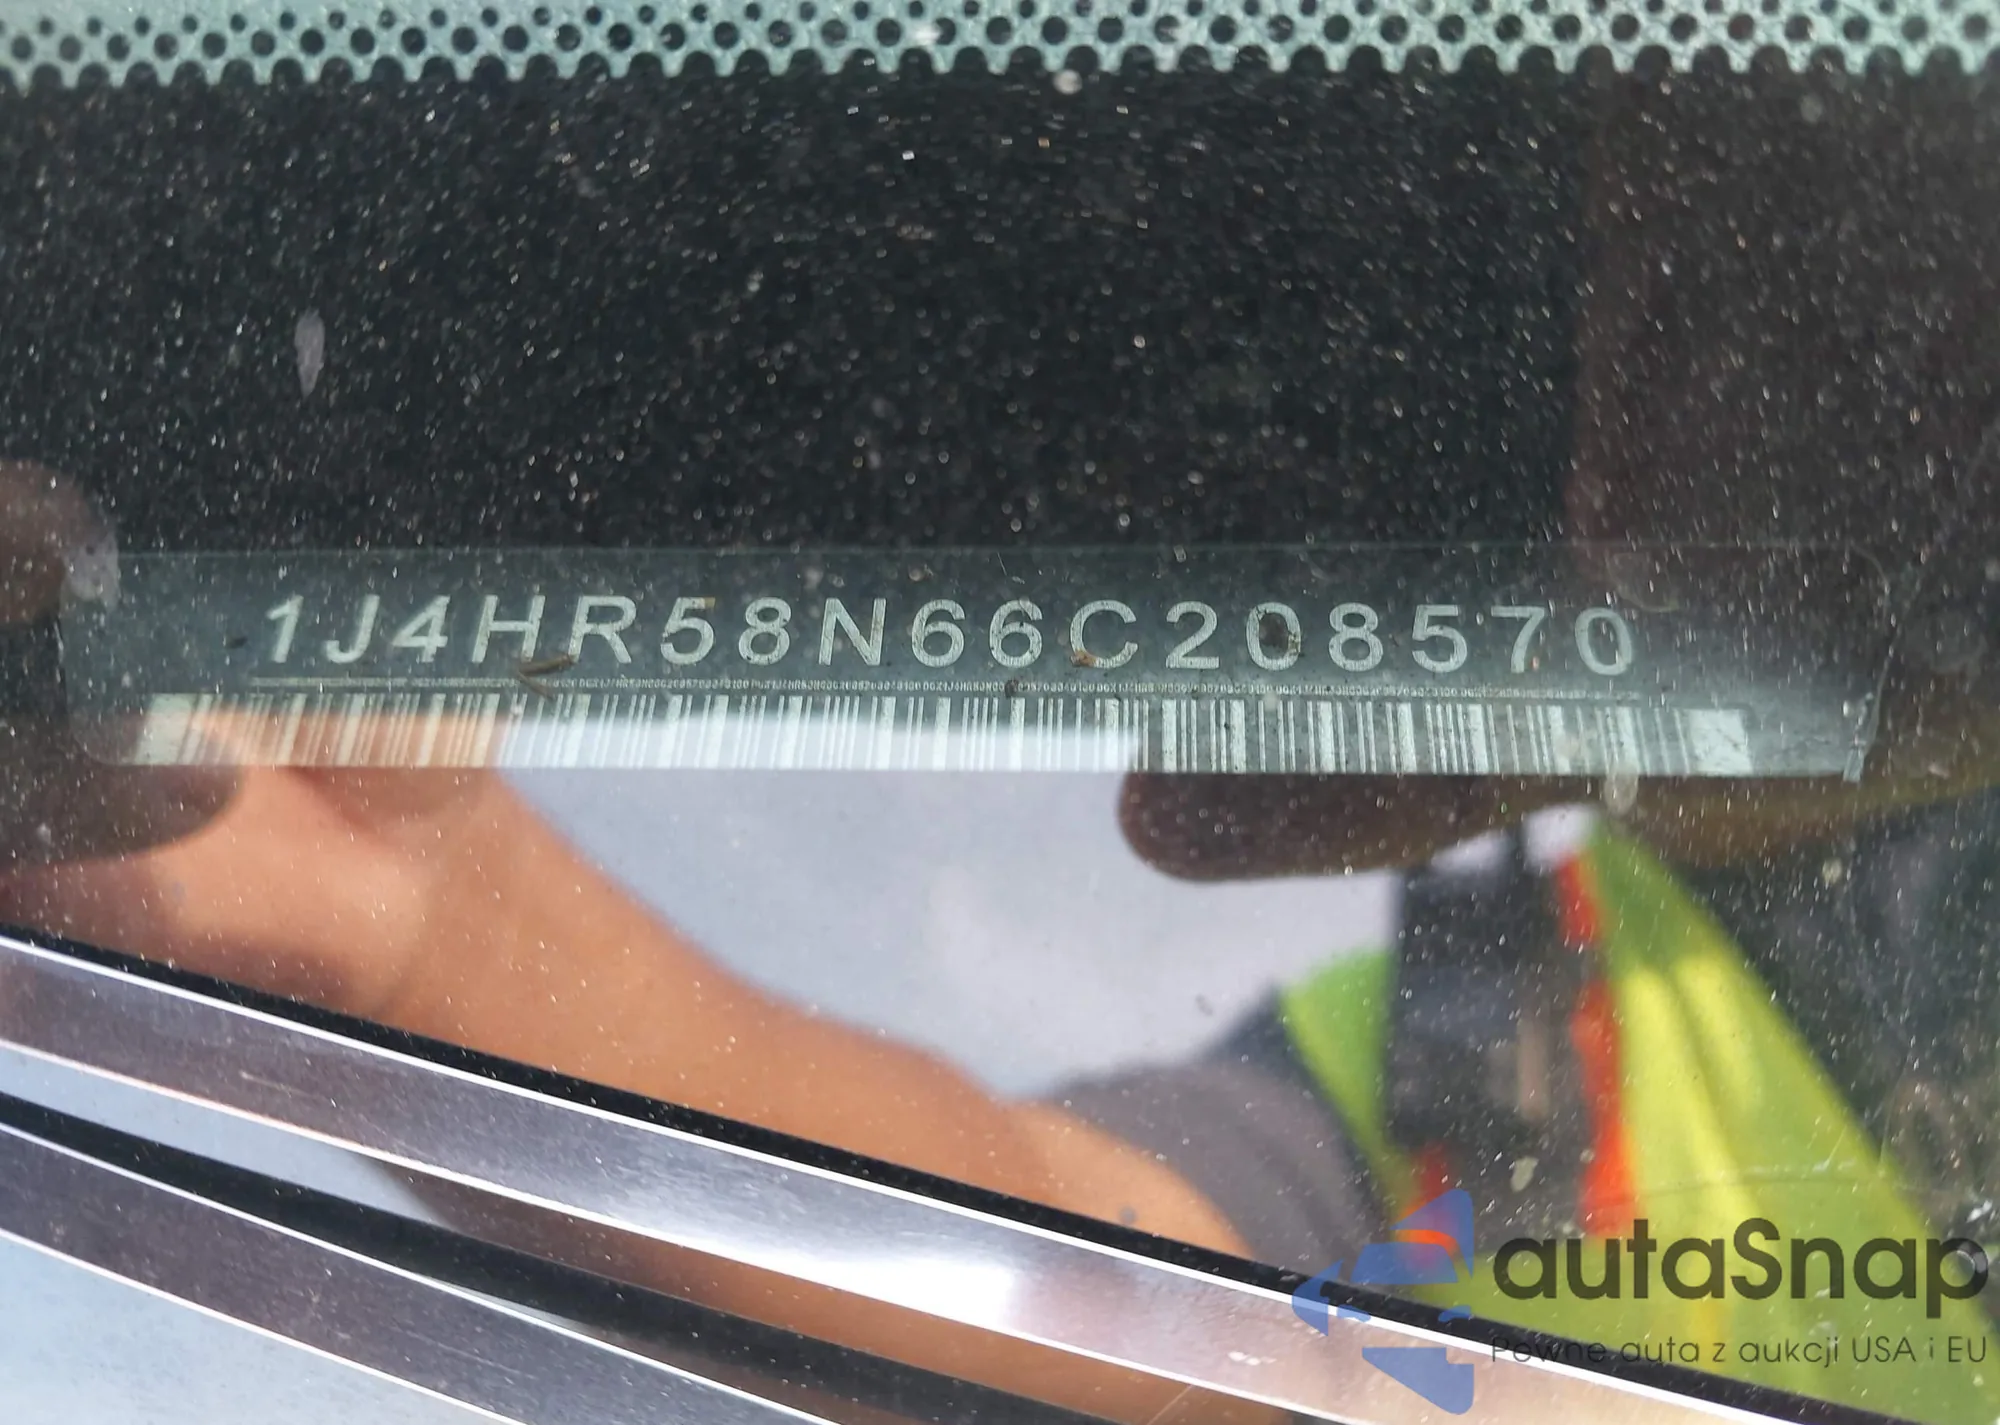 1J4HR58N66C208570
autaSnap
Pewne auta z aukcji USA i EU